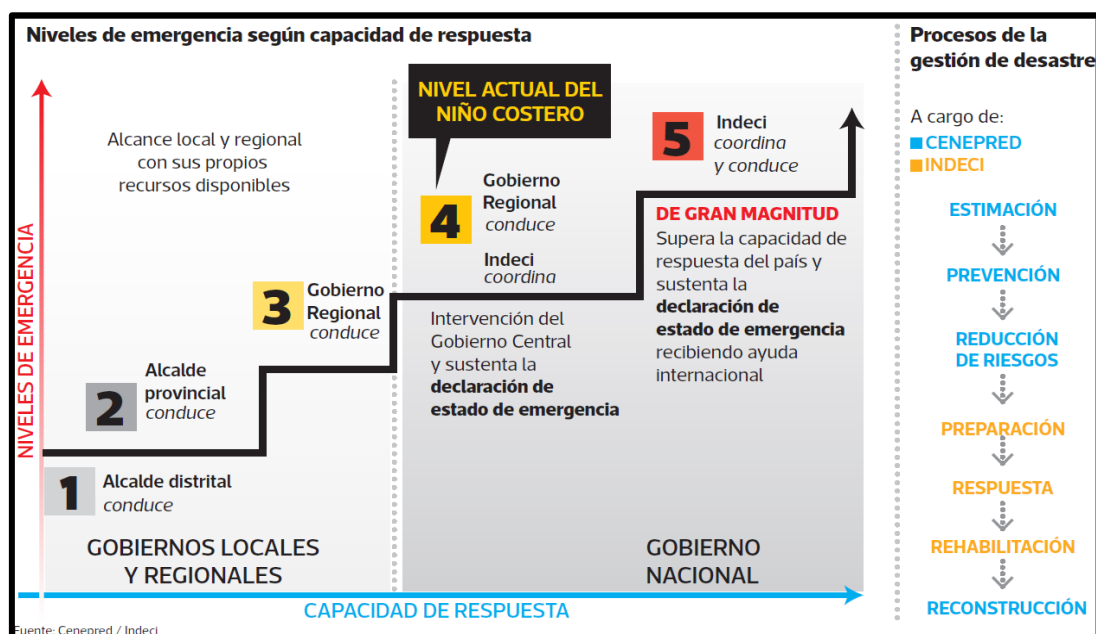 Niveles de emergencia según capacidad de respuesta
NIVELES DE EMERGENCIA
Alcance local y regional
con sus propios
recursos disponibles
1
Alcalde distrital
conduce
2
Alcalde
provincial
conduce
3
Gobierno
Regional
conduce
GOBIERNOS LOCALES
Y REGIONALES
NIVEL ACTUAL DEL
NIÑO COSTERO
4
Gobierno
Regional
conduce
Indeci
coordina
Intervención del
Gobierno Central
y sustenta la
declaración de
estado de emergencia
5
Indeci
coordina
y conduce
DE GRAN MAGNITUD
Supera la capacidad de
respuesta del país y
sustenta la
declaración de
estado de emergencia
recibiendo ayuda
internacional
GOBIERNO
NACIONAL
CAPACIDAD DE RESPUESTA
Fuente: Cenepred / Indeci
Procesos de la
gestión de desastre
A cargo de:
CENEPRED
INDECI
ESTIMACIÓN
PREVENCIÓN
REDUCCIÓN
DE RIESGOS
PREPARACIÓN
RESPUESTA
REHABILITACIÓN
RECONSTRUCCIÓN